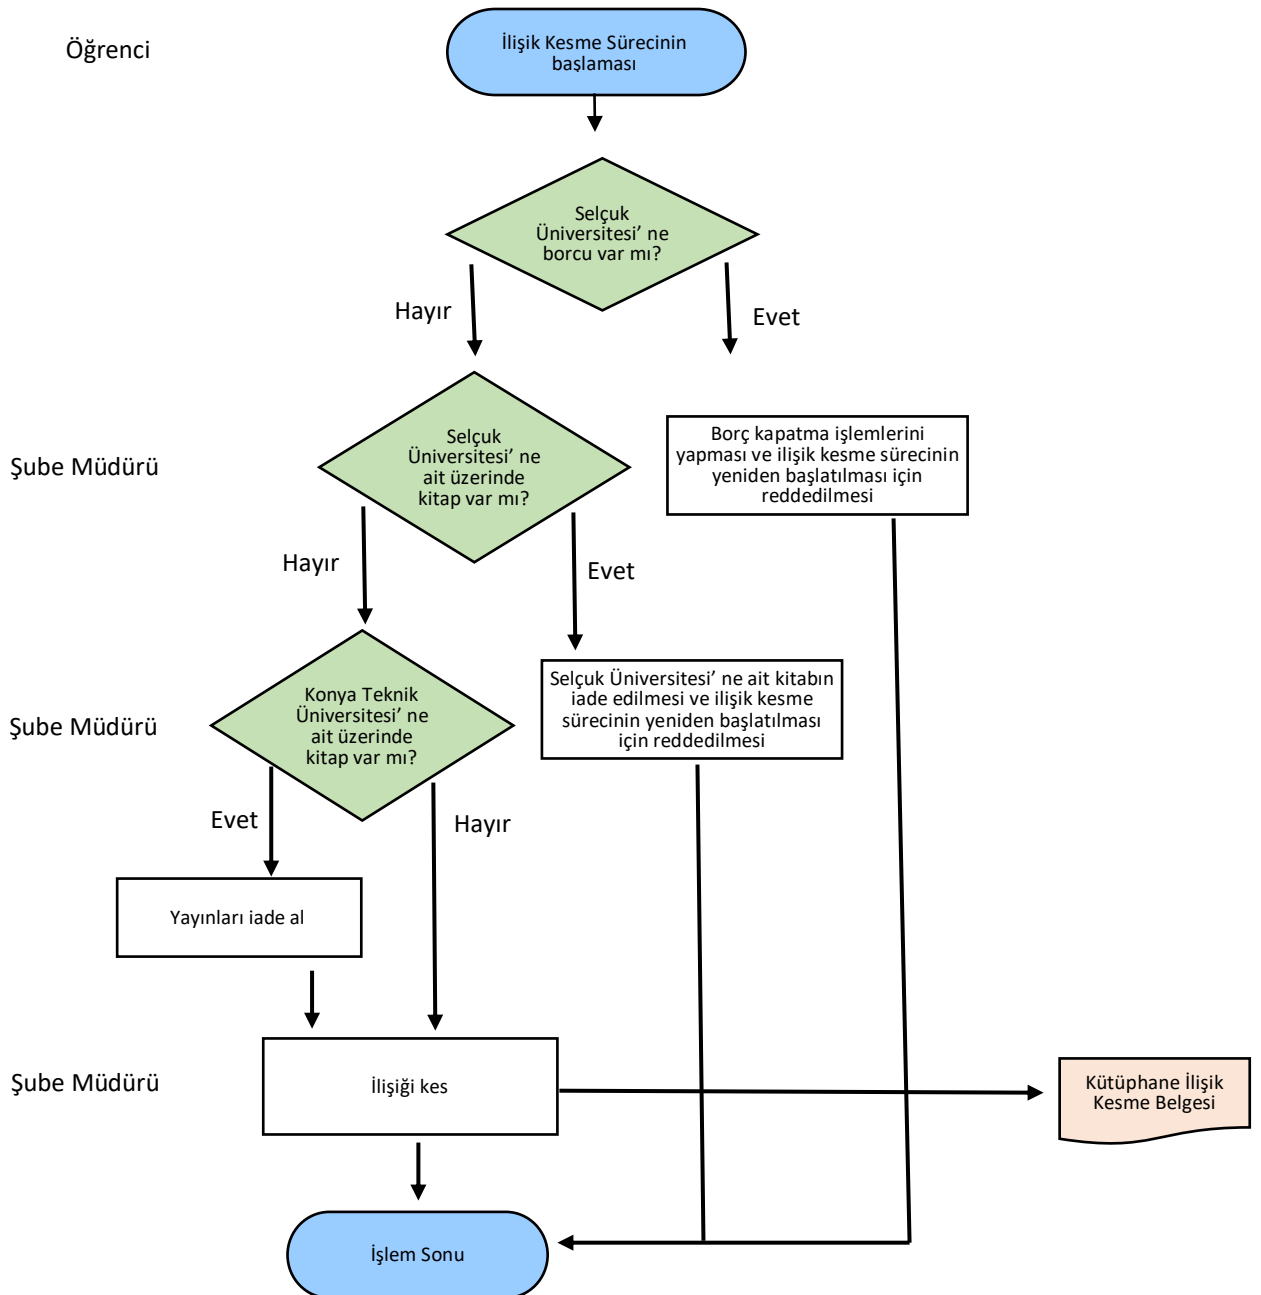 Öğrenci
İlişik Kesme Sürecinin
başlaması
Selçuk
Üniversitesi’ ne
borcu var mı?
Hayır
Evet
Şube Müdürü
Selçuk
Üniversitesi’ ne
ait üzerinde
kitap var mı?
Borç kapatma işlemlerini
yapması ve ilişik kesme sürecinin
yeniden başlatılması için
reddedilmesi
Hayır
Evet
Şube Müdürü
Konya Teknik
Üniversitesi’ ne
ait üzerinde
kitap var mı?
Selçuk Üniversitesi’ ne ait kitabın
iade edilmesi ve ilişik kesme
sürecinin yeniden başlatılması
için reddedilmesi
Evet
Hayır
Yayınları iade al
Şube Müdürü
İlişiği kes
Kütüphane İlişik
Kesme Belgesi
İşlem Sonu